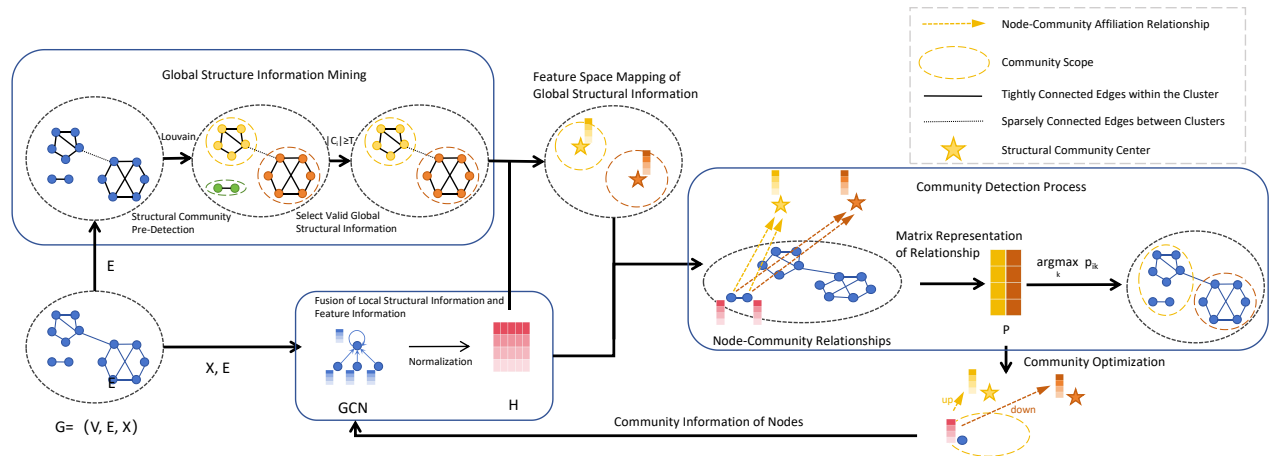 Node-Community Affiliation Relationship
Community Scope
Tightly Connected Edges within the Cluster
Sparsely Connected Edges between Clusters
Structural Community Center
Global Structure Information Mining
Louvain
|Cᵢ|≥T
Structural Community
Pre-Detection
Select Valid Global
Structural Information
Feature Space Mapping of
Global Structural Information
Community Detection Process
Matrix Representation
of Relationship
argmax pᵢₖ
k
P
Node-Community Relationships
E
E
X, E
G= (V, E, X)
Fusion of Local Structural Information and
Feature Information
Normalization
GCN
H
Community Optimization
up
down
Community Information of Nodes